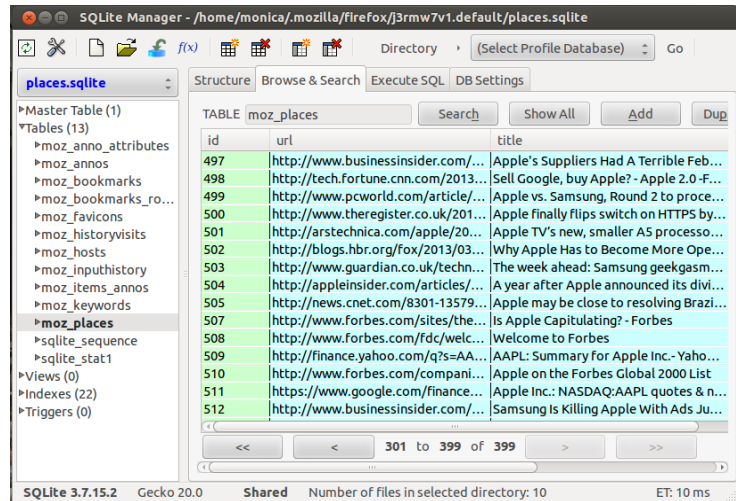 SQLite Manager - /home/monica/.mozilla/firefox/j3rmw7v1.default/places.sqlite
f(x) Directory (Select Profile Database) Go
places.sqlite
Master Table (1)
Tables (13)
moz_anno_attributes
moz_annos
moz_bookmarks
moz_bookmarks_ro...
moz_favicons
moz_historyvisits
moz_hosts
moz_inputhistory
moz_items_annos
moz_keywords
moz_places
sqlite_sequence
sqlite_stat1
Views (0)
Indexes (22)
Triggers (0)
Structure Browse & Search Execute SQL DB Settings
TABLE moz_places Search Show All Add Dup
id url title
497 http://www.businessinsider.com/... Apple's Suppliers Had A Terrible Feb...
498 http://tech.fortune.cnn.com/2013... Sell Google, buy Apple? - Apple 2.0 -F...
499 http://www.pcworld.com/article/... Apple vs. Samsung, Round 2 to proce...
500 http://www.theregister.co.uk/201... Apple finally flips switch on HTTPS by...
501 http://arstechnica.com/apple/20... Apple TV's new, smaller A5 processo...
502 http://blogs.hbr.org/fox/2013/03... Why Apple Has to Become More Ope...
503 http://www.guardian.co.uk/techn... The week ahead: Samsung geekgasm...
504 http://appleinsider.com/articles/... A year after Apple announced its divi...
505 http://news.cnet.com/8301-13579... Apple may be close to resolving Brazi...
507 http://www.forbes.com/sites/the... Is Apple Capitulating? - Forbes
508 http://www.forbes.com/fdc/welc... Welcome to Forbes
509 http://finance.yahoo.com/q?s=AA... AAPL: Summary for Apple Inc.- Yaho...
510 http://www.forbes.com/compani... Apple on the Forbes Global 2000 List
511 https://www.google.com/finance... Apple Inc.: NASDAQ:AAPL quotes & n...
512 http://www.businessinsider.com/... Samsung Is Killing Apple With Ads Ju...
<< < 301 to 399 of 399 > >>
SQLite 3.7.15.2 Gecko 20.0 Shared Number of files in selected directory: 10 ET: 10 ms